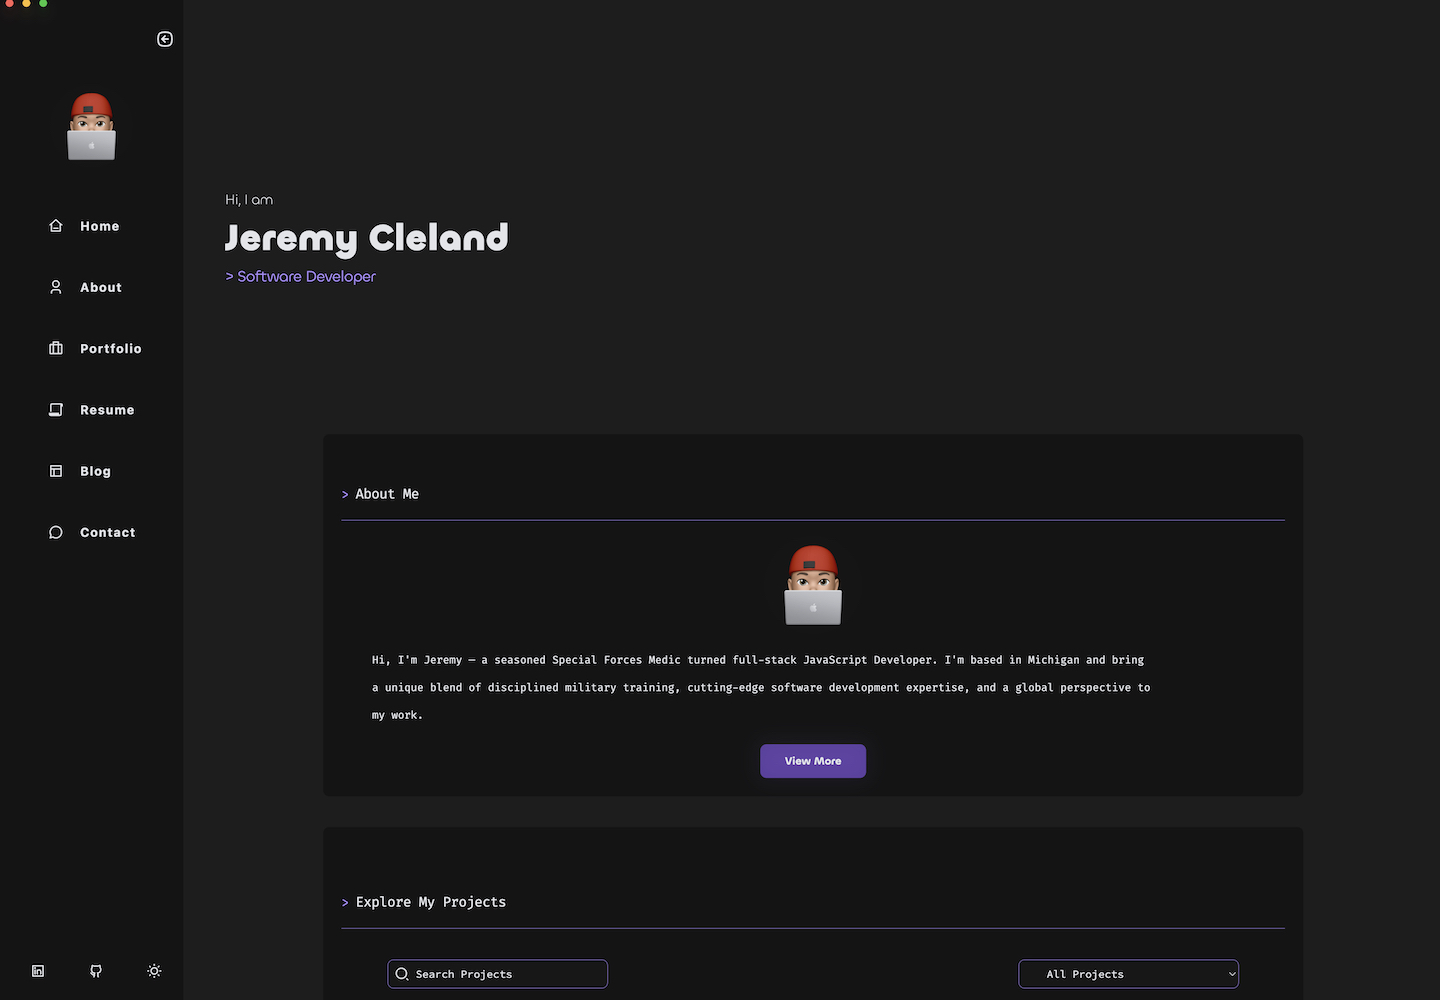 Home
About
Portfolio
Resume
Blog
Contact
Hi, I am
Jeremy Cleland
> Software Developer
> About Me
Hi, I'm Jeremy – a seasoned Special Forces Medic turned full-stack JavaScript Developer. I'm based in Michigan and bring
a unique blend of disciplined military training, cutting-edge software development expertise, and a global perspective to
my work.
View More
> Explore My Projects
Search Projects
All Projects